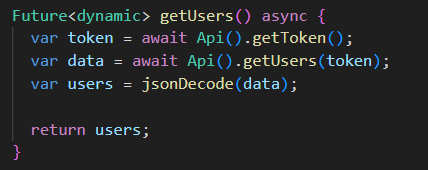 Future<dynamic> getUsers() async {
  var token = await Api().getToken();
  var data = await Api().getUsers(token);
  var users = jsonDecode(data);

  return users;
}